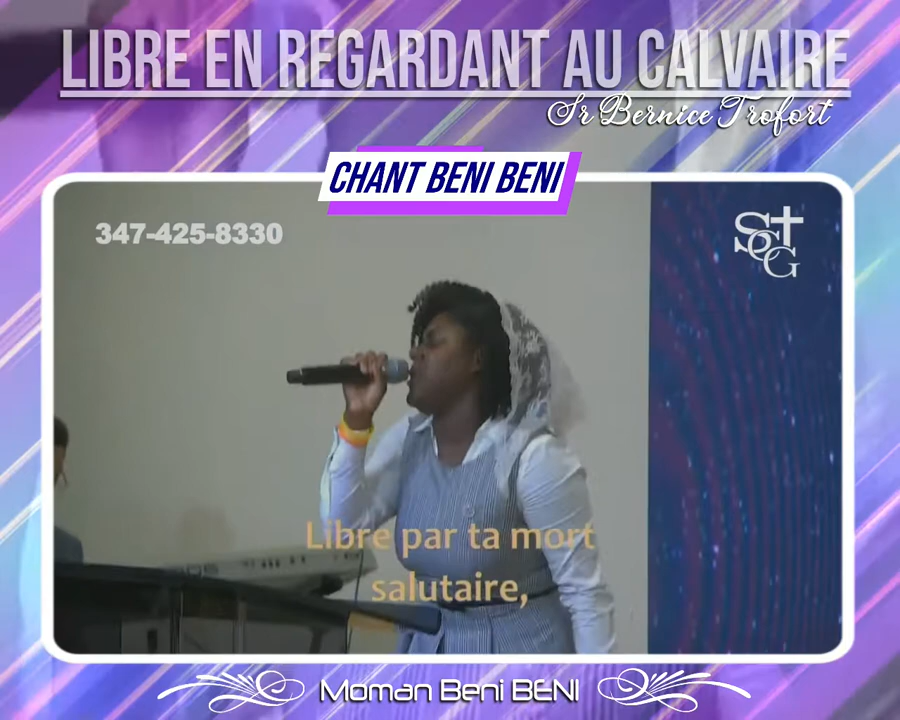 LIBRE EN REGARDANT AU CALVAIRE
Sr Bernice Trofort
CHANT BENI BENI
347-425-8330
SCG
Libre par ta mort
salutaire,
Moman Beni BENI